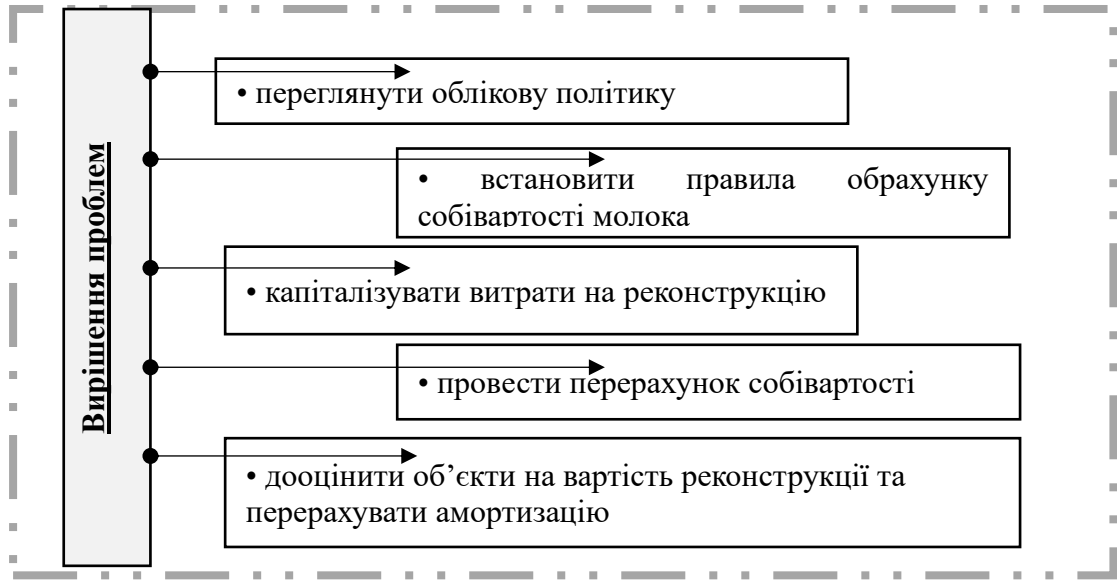 Вирішення проблем
• переглянути облікову політику
• встановити правила обрахунку
собівартості молока
• капіталізувати витрати на реконструкцію
• провести перерахунок собівартості
• дооцінити об’єкти на вартість реконструкції та
перерахувати амортизацію